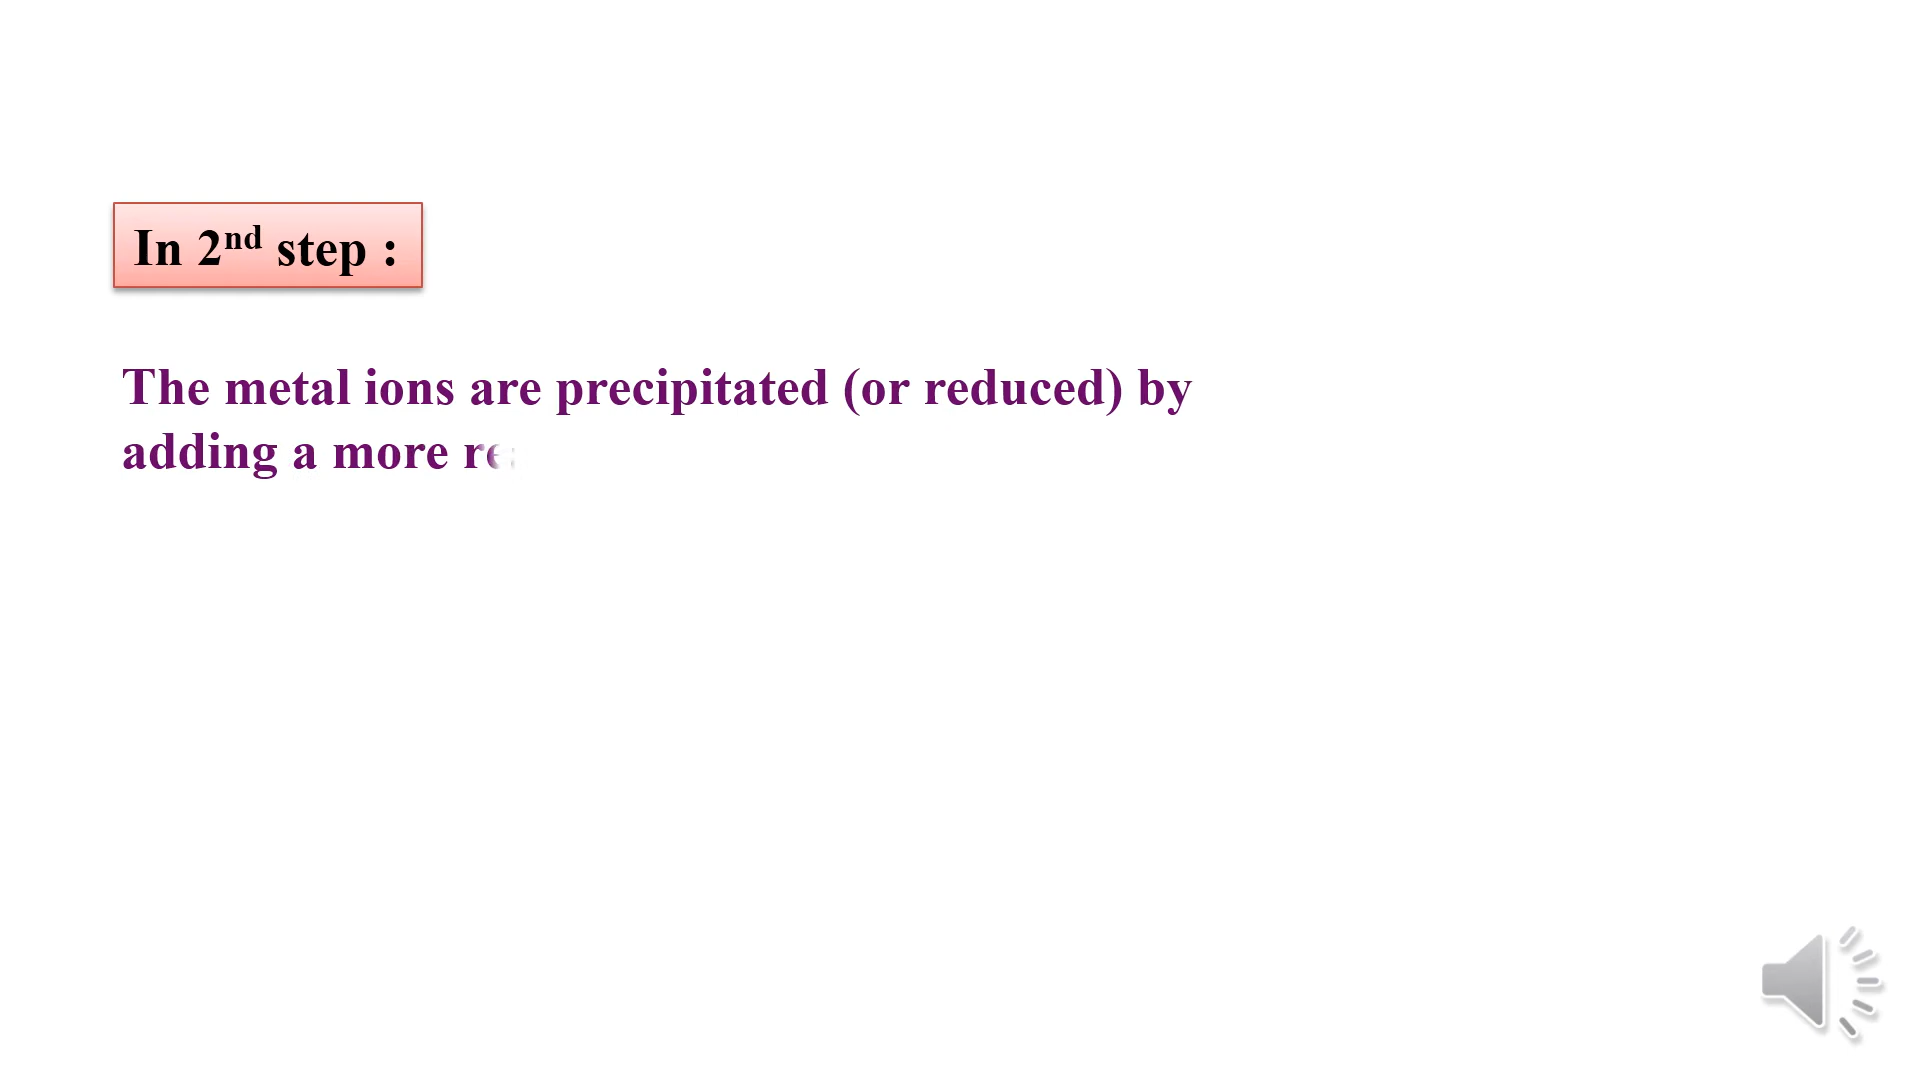 In 2nd step :
The metal ions are precipitated (or reduced) by
adding a more